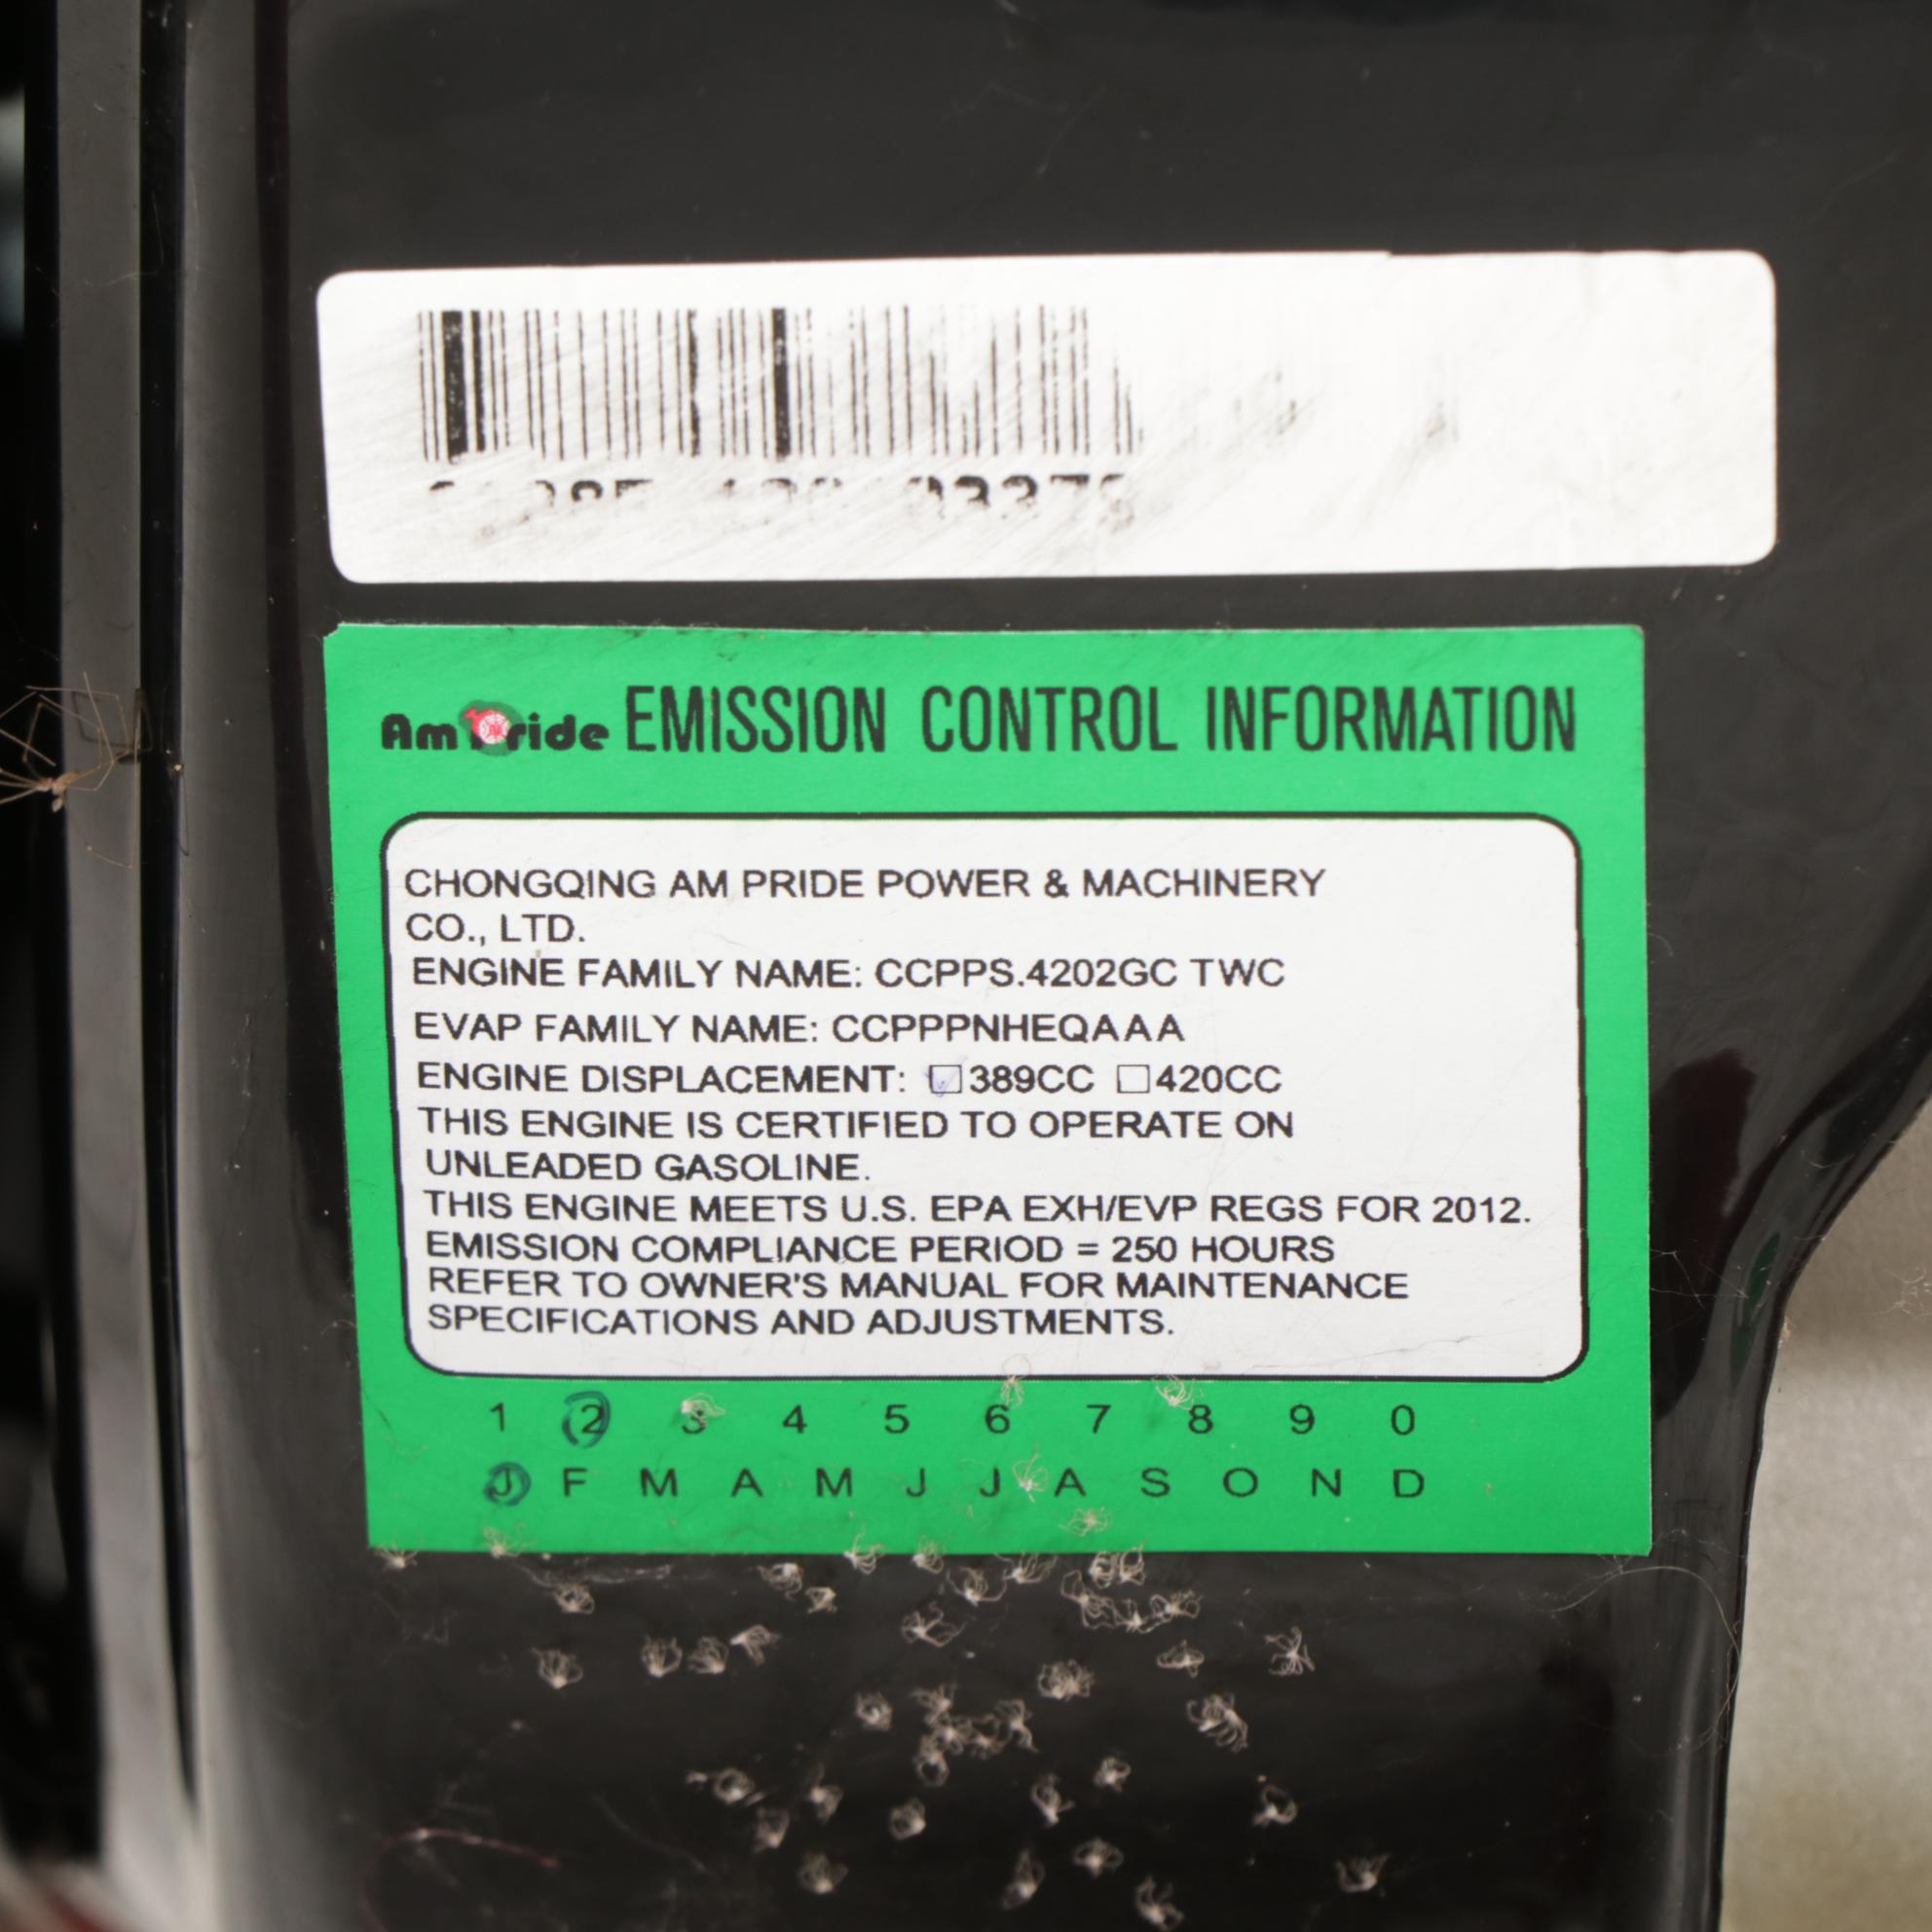 AmPride EMISSION CONTROL INFORMATION
CHONGQING AM PRIDE POWER & MACHINERY
CO., LTD.
ENGINE FAMILY NAME: CCPPS.4202GC TWC
EVAP FAMILY NAME: CCPPPNHEQAAA
ENGINE DISPLACEMENT: ☑389CC ☐420CC
THIS ENGINE IS CERTIFIED TO OPERATE ON
UNLEADED GASOLINE.
THIS ENGINE MEETS U.S. EPA EXH/EVP REGS FOR 2012.
EMISSION COMPLIANCE PERIOD = 250 HOURS
REFER TO OWNER'S MANUAL FOR MAINTENANCE
SPECIFICATIONS AND ADJUSTMENTS.
1 2 3 4 5 6 7 8 9 0
J F M A M J J A S O N D